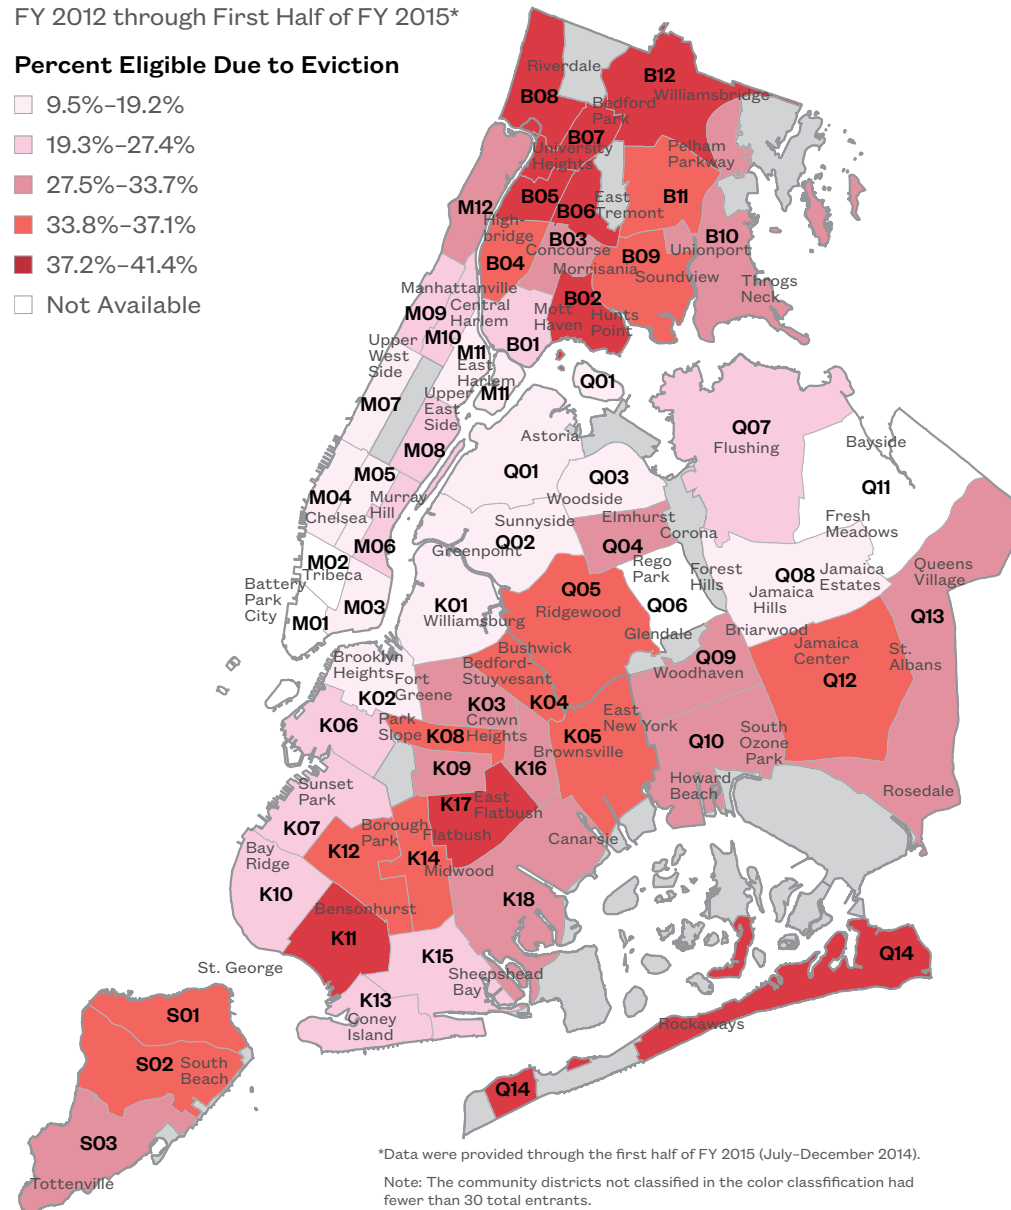 FY 2012 through First Half of FY 2015*
Percent Eligible Due to Eviction
9.5%–19.2%
19.3%–27.4%
27.5%–33.7%
33.8%–37.1%
37.2%–41.4%
Not Available
Riverdale
B12
Williamsbridge
B08
Bedford
Park
B07
University
Heights
Pelham
Parkway
B05
B06
East
Tremont
B11
M12
High-
bridge
B03
Concourse
B10
Unionport
B04
Morrisania
B09
Soundview
Throgs
Neck
Manhattanville
M09
Central
Harlem
Mott
Haven
B02
Hunts
Point
M10
B01
Upper
West
Side
M11
East
Harlem
M11
Q01
M07
Upper
East
Side
M08
Astoria
Q07
Flushing
Bayside
Q01
Q03
Woodside
Q11
M05
M04
Chelsea
Murray
Hill
M06
Sunnyside
Q02
Greenpoint
Elmhurst
Q04
Corona
Fresh
Meadows
M02
Tribeca
Battery
Park
City
M03
M01
Rego
Park
Q06
Forest
Hills
Q08
Jamaica
Hills
Jamaica
Estates
Queens
Village
K01
Williamsburg
Q05
Ridgewood
Glendale
Briarwood
Q13
Bushwick
Q09
Woodhaven
Jamaica
Center
Q12
St.
Albans
Brooklyn
Heights
Fort
Greene
K02
Bedford-
Stuyvesant
K03
Crown
Heights
K04
K06
Park
Slope
K08
K05
Brownsville
East
New York
Q10
South
Ozone
Park
K09
K16
Howard
Beach
Rosedale
Sunset
Park
K07
K17
East
Flatbush
Borough
Park
Flatbush
Canarsie
Bay
Ridge
K12
K14
Midwood
K10
K18
Bensonhurst
K11
K15
Q14
St. George
Sheepshead
Bay
K13
Coney
Island
S01
Rockaways
S02
South
Beach
Q14
S03
Tottenville
*Data were provided through the first half of FY 2015 (July–December 2014).
Note: The community districts not classified in the color classfification had
fewer than 30 total entrants.